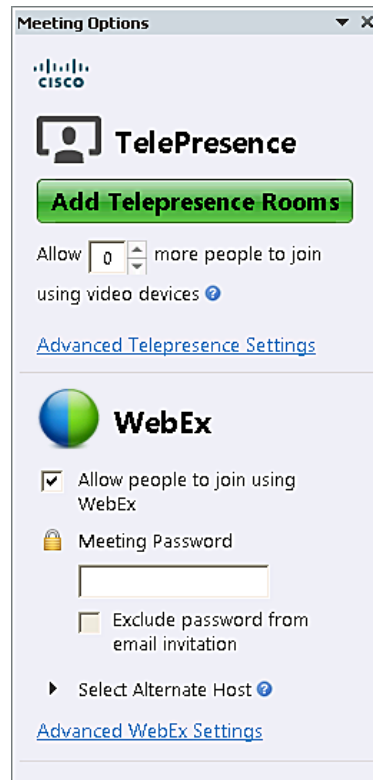 Meeting Options
CISCO
TelePresence
Add Telepresence Rooms
Allow 0 more people to join
using video devices
Advanced Telepresence Settings
WebEx
Allow people to join using
WebEx
Meeting Password
Exclude password from
email invitation
Select Alternate Host
Advanced WebEx Settings